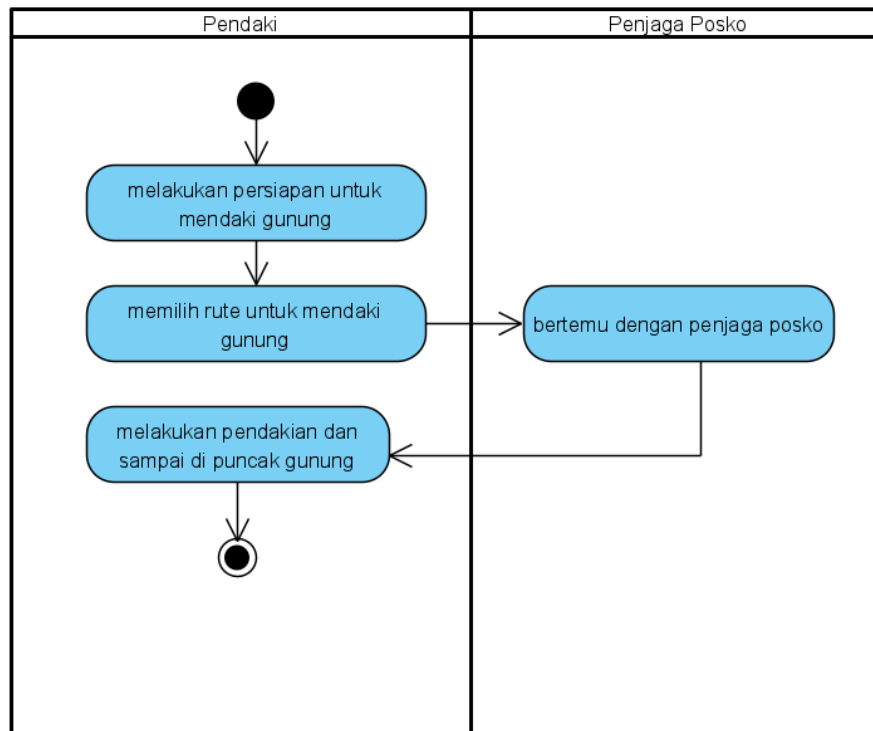 Pendaki
Penjaga Posko
melakukan persiapan untuk
mendaki gunung
memilih rute untuk mendaki
gunung
bertemu dengan penjaga posko
melakukan pendakian dan
sampai di puncak gunung